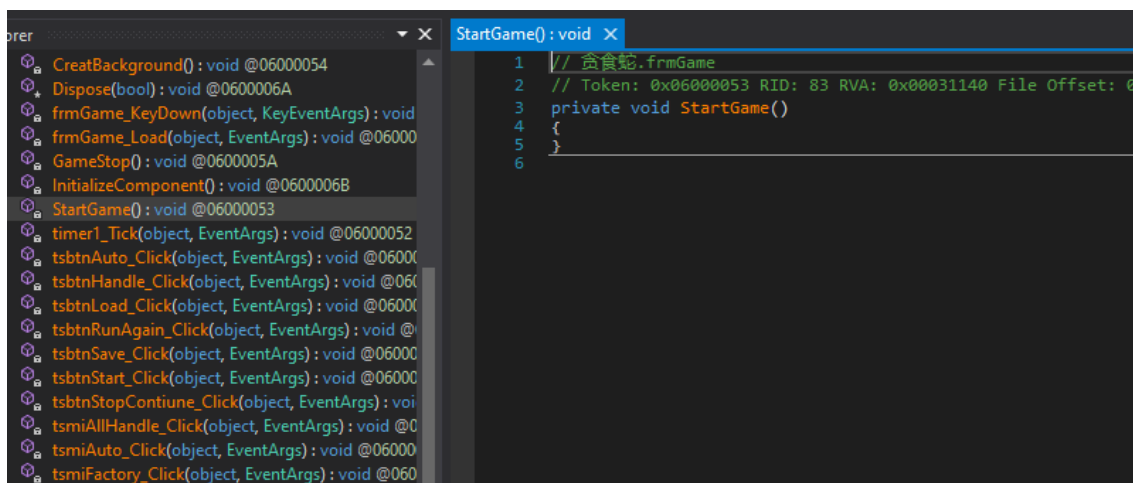 orer
StartGame() : void
CreatBackground() : void @06000054
Dispose(bool) : void @0600006A
frmGame_KeyDown(object, KeyEventArgs) : void
frmGame_Load(object, EventArgs) : void @06000
GameStop() : void @0600005A
InitializeComponent() : void @0600006B
StartGame() : void @06000053
timer1_Tick(object, EventArgs) : void @06000052
tsbtnAuto_Click(object, EventArgs) : void @0600
tsbtnHandle_Click(object, EventArgs) : void @060
tsbtnLoad_Click(object, EventArgs) : void @0600
tsbtnRunAgain_Click(object, EventArgs) : void @
tsbtnSave_Click(object, EventArgs) : void @06000
tsbtnStart_Click(object, EventArgs) : void @06000
tsbtnStopContiune_Click(object, EventArgs) : voi
tsmiAllHandle_Click(object, EventArgs) : void @0
tsmiAuto_Click(object, EventArgs) : void @06000
tsmiFactory_Click(object, EventArgs) : void @060
1 // 贪食蛇.frmGame
2 // Token: 0x06000053 RID: 83 RVA: 0x00031140 File Offset: 0
3 private void StartGame()
4 {
5 }
6